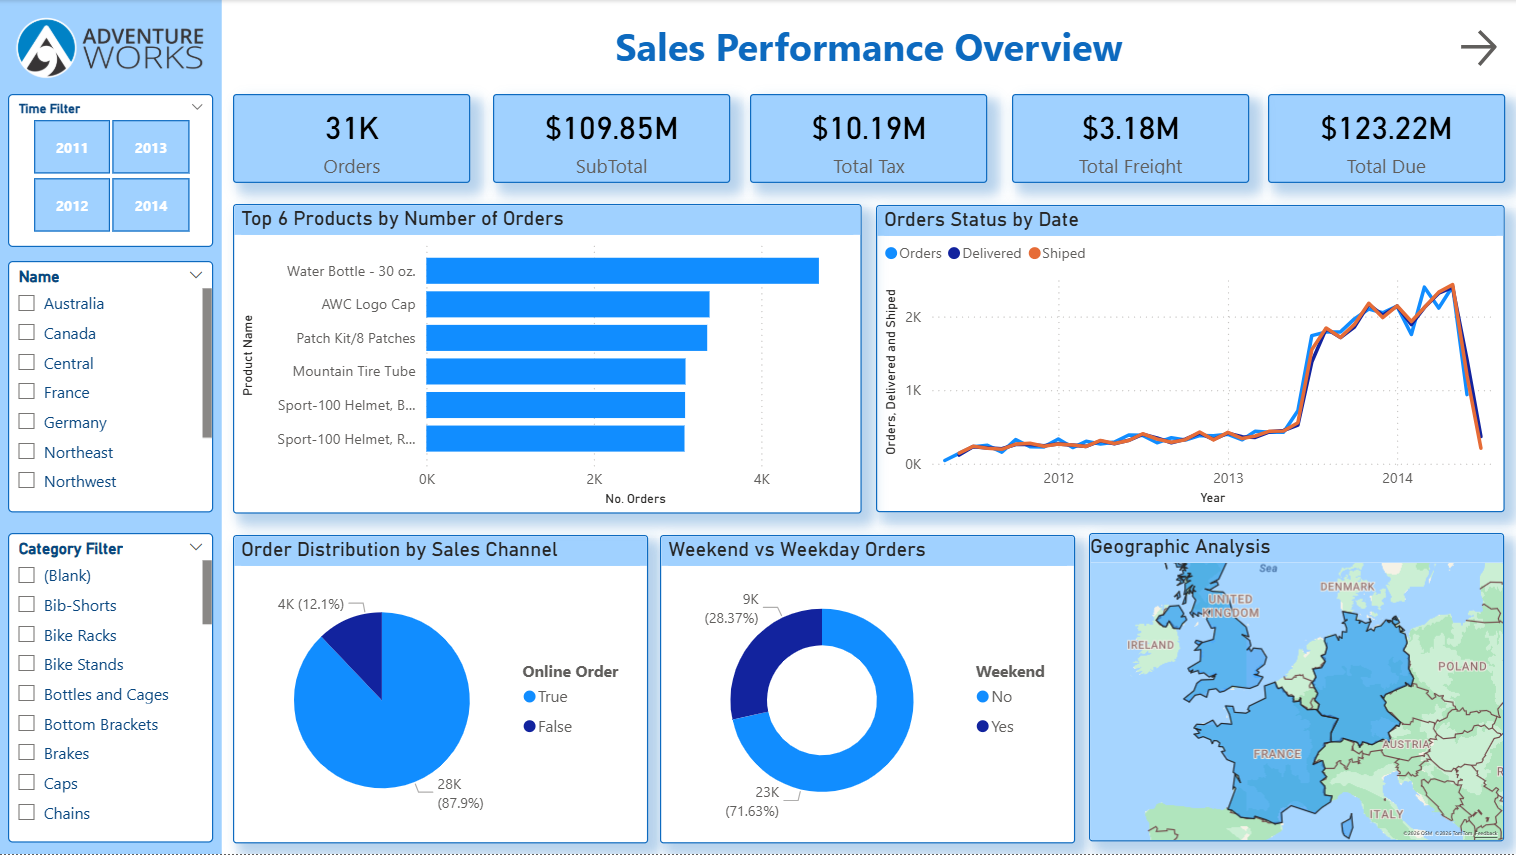 ADVENTURE
WORKS
Sales Performance Overview
Time Filter
2011
2013
2012
2014
Name
Australia
Canada
Central
France
Germany
Northeast
Northwest
Category Filter
(Blank)
Bib-Shorts
Bike Racks
Bike Stands
Bottles and Cages
Bottom Brackets
Brakes
Caps
Chains
31K
Orders
$109.85M
SubTotal
$10.19M
Total Tax
$3.18M
Total Freight
$123.22M
Total Due
Top 6 Products by Number of Orders
Product Name
Water Bottle - 30 oz.
AWC Logo Cap
Patch Kit/8 Patches
Mountain Tire Tube
Sport-100 Helmet, B...
Sport-100 Helmet, R...
0K
2K
4K
No. Orders
Orders Status by Date
Orders
Delivered
Shiped
Orders, Delivered and Shiped
2K
1K
0K
2012
2013
2014
Year
Order Distribution by Sales Channel
4K (12.1%)
28K
(87.9%)
Online Order
True
False
Weekend vs Weekday Orders
9K
(28.37%)
23K
(71.63%)
Weekend
No
Yes
Geographic Analysis
Sea
DENMARK
UNITED
KINGDOM
IRELAND
POLAND
FRANCE
AUSTRIA
R
ITALY
©2026 OSM ©2026 TomTom Feedback